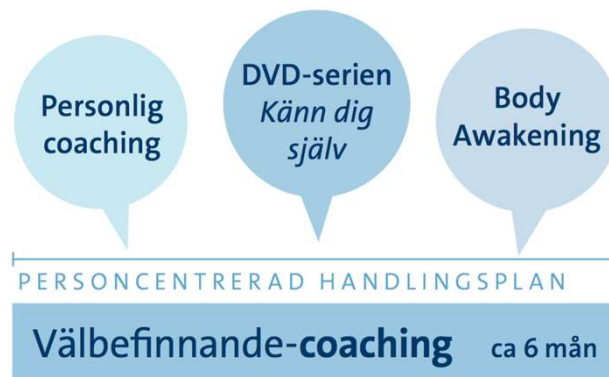 Personlig
coaching
DVD-serien
Känn dig
själv
Body
Awakening
PERSONCENTRERAD HANDLINGSPLAN
Välbefinnande-coaching ca 6 mån